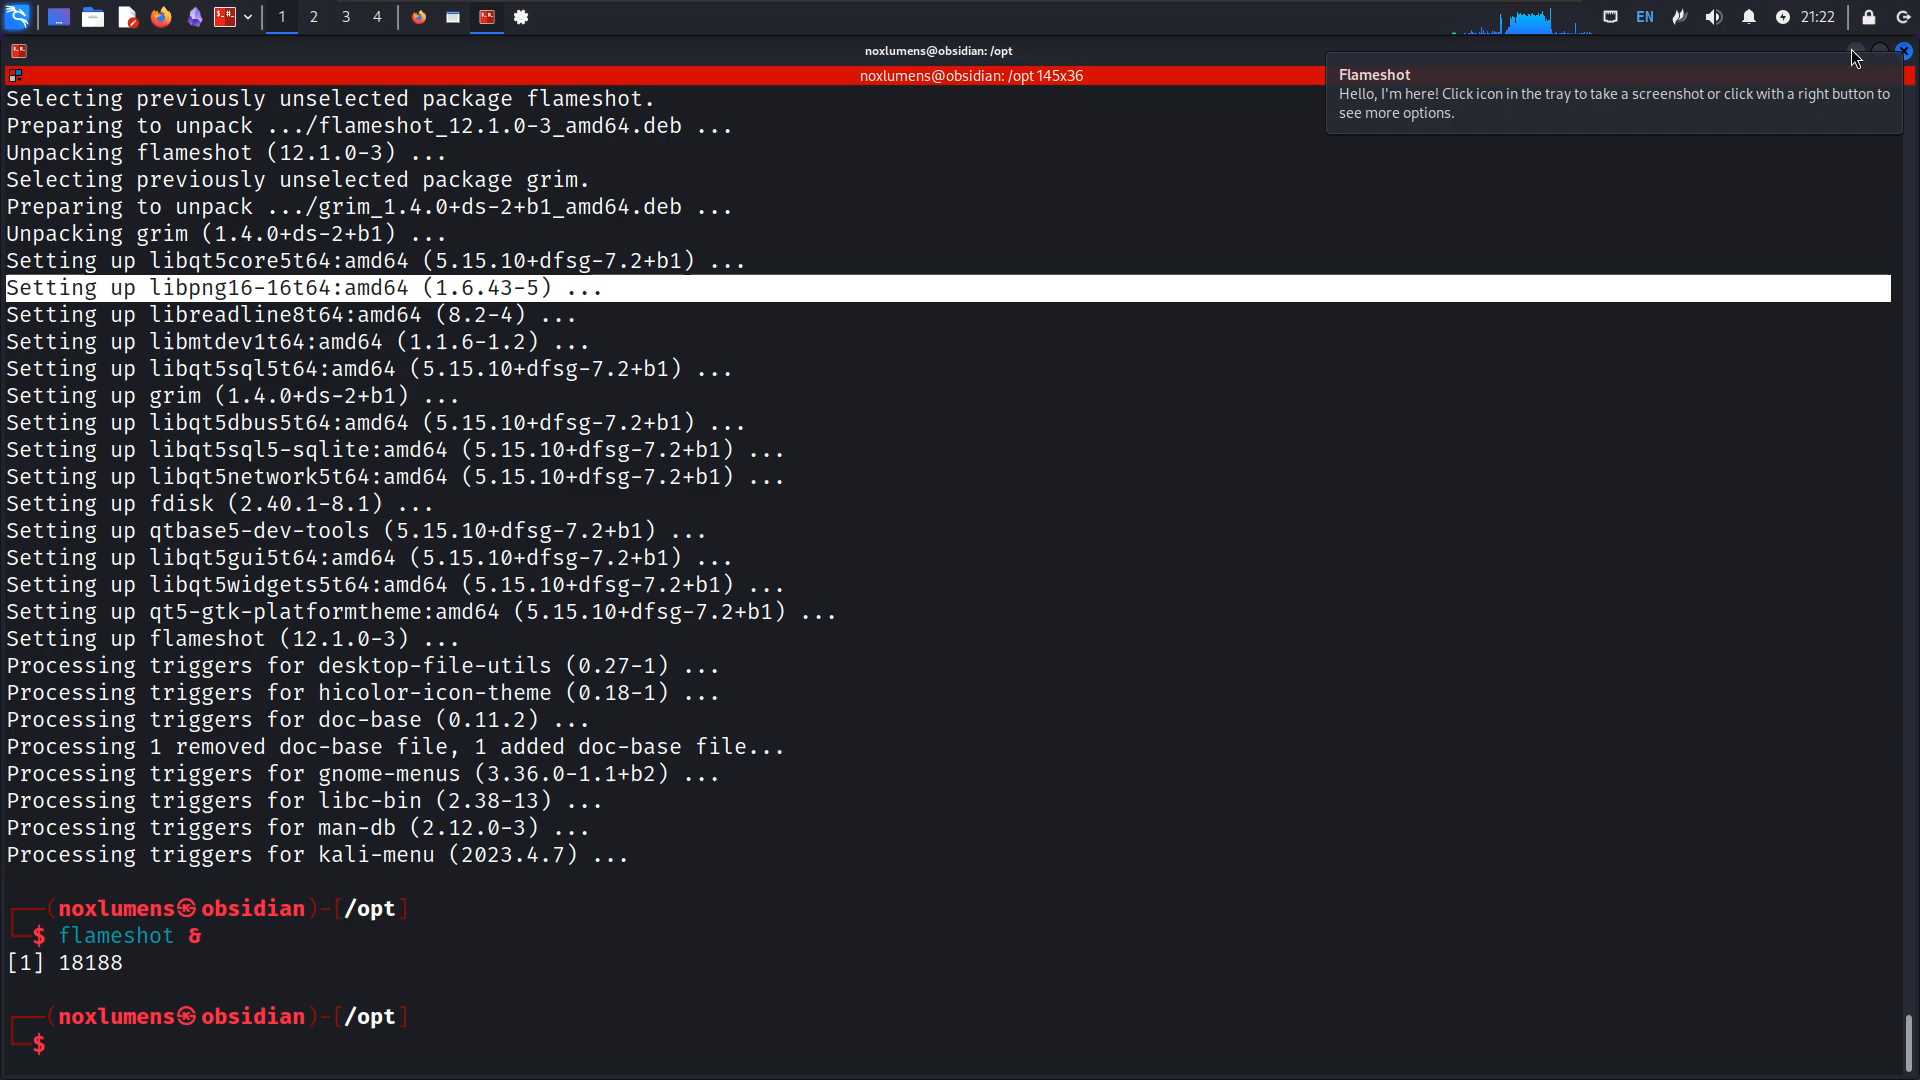 1 2 3 4 EN 21:22
noxlumens@obsidian: /opt
noxlumens@obsidian: /opt 145x36
Flameshot
Hello, I'm here! Click icon in the tray to take a screenshot or click with a right button to
see more options.
Selecting previously unselected package flameshot.
Preparing to unpack .../flameshot_12.1.0-3_amd64.deb ...
Unpacking flameshot (12.1.0-3) ...
Selecting previously unselected package grim.
Preparing to unpack .../grim_1.4.0+ds-2+b1_amd64.deb ...
Unpacking grim (1.4.0+ds-2+b1) ...
Setting up libqt5core5t64:amd64 (5.15.10+dfsg-7.2+b1) ...
Setting up libpng16-16t64:amd64 (1.6.43-5) ...
Setting up libreadline8t64:amd64 (8.2-4) ...
Setting up libmtdev1t64:amd64 (1.1.6-1.2) ...
Setting up libqt5sql5t64:amd64 (5.15.10+dfsg-7.2+b1) ...
Setting up grim (1.4.0+ds-2+b1) ...
Setting up libqt5dbus5t64:amd64 (5.15.10+dfsg-7.2+b1) ...
Setting up libqt5sql5-sqlite:amd64 (5.15.10+dfsg-7.2+b1) ...
Setting up libqt5network5t64:amd64 (5.15.10+dfsg-7.2+b1) ...
Setting up fdisk (2.40.1-8.1) ...
Setting up qtbase5-dev-tools (5.15.10+dfsg-7.2+b1) ...
Setting up libqt5gui5t64:amd64 (5.15.10+dfsg-7.2+b1) ...
Setting up libqt5widgets5t64:amd64 (5.15.10+dfsg-7.2+b1) ...
Setting up qt5-gtk-platformtheme:amd64 (5.15.10+dfsg-7.2+b1) ...
Setting up flameshot (12.1.0-3) ...
Processing triggers for desktop-file-utils (0.27-1) ...
Processing triggers for hicolor-icon-theme (0.18-1) ...
Processing triggers for doc-base (0.11.2) ...
Processing 1 removed doc-base file, 1 added doc-base file...
Processing triggers for gnome-menus (3.36.0-1.1+b2) ...
Processing triggers for libc-bin (2.38-13) ...
Processing triggers for man-db (2.12.0-3) ...
Processing triggers for kali-menu (2023.4.7) ...
┌──(noxlumens㉿obsidian)-[/opt]
└─$ flameshot &
[1] 18188
┌──(noxlumens㉿obsidian)-[/opt]
└─$